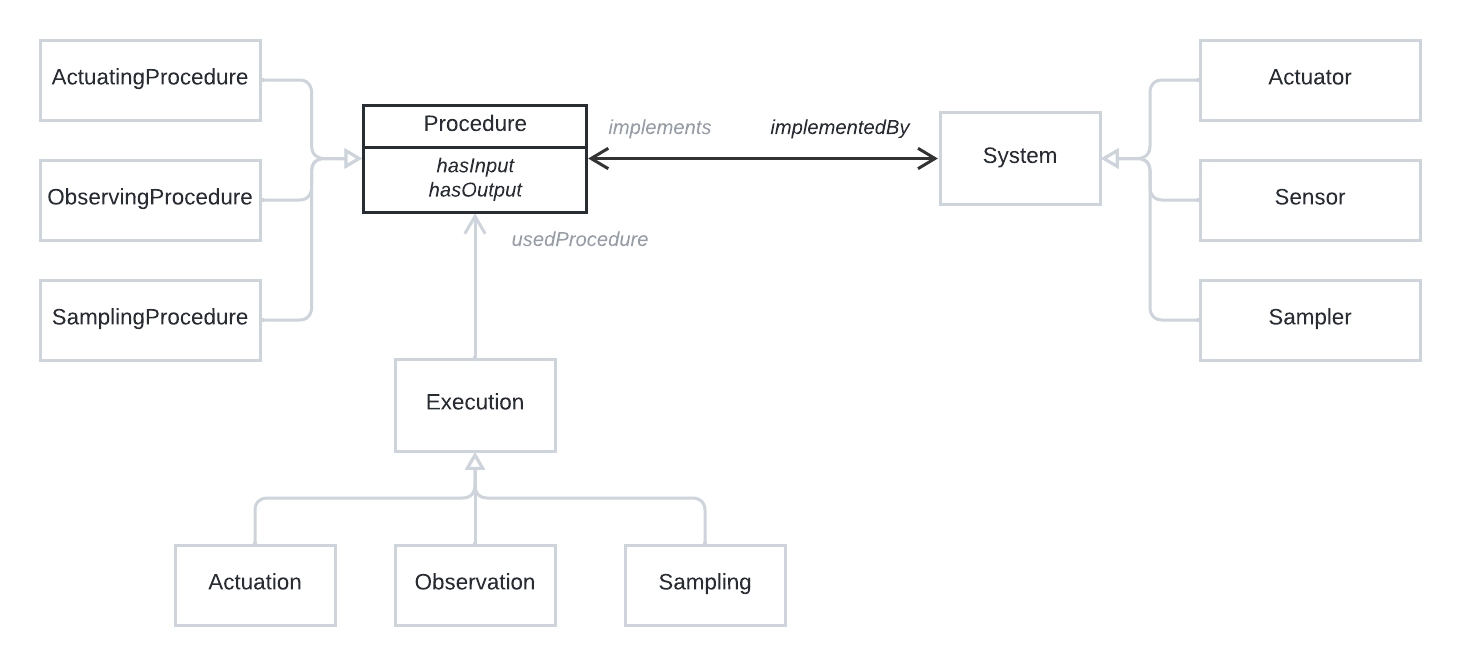 ActuatingProcedure
ObservingProcedure
SamplingProcedure
Procedure
hasInput
hasOutput
implements
implementedBy
System
Actuator
Sensor
Sampler
usedProcedure
Execution
Actuation
Observation
Sampling